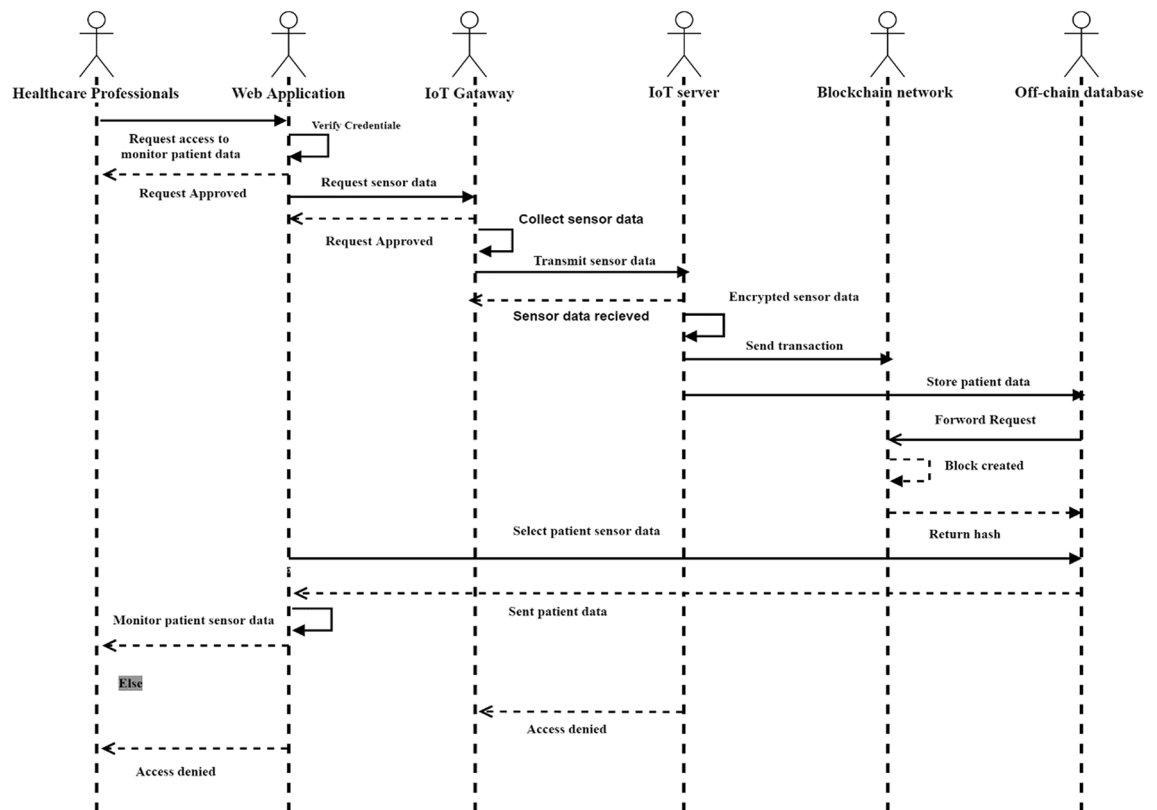 Healthcare Professionals
Web Application
IoT Gataway
IoT server
Blockchain network
Off-chain database
Verify Credentiale
Request access to
monitor patient data
Request sensor data
Request Approved
Collect sensor data
Request Approved
Transmit sensor data
Encrypted sensor data
Sensor data recieved
Send transaction
Store patient data
Forword Request
Block created
Select patient sensor data
Return hash
Sent patient data
Monitor patient sensor data
Else
Access denied
Access denied